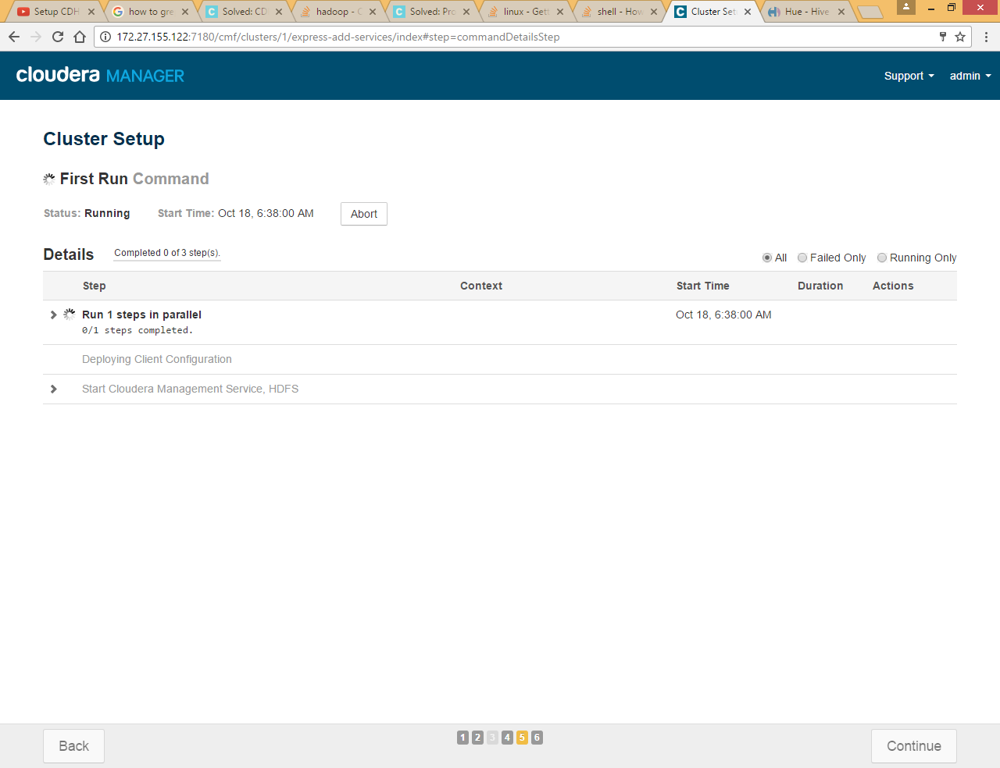 Setup CDH
how to gre
Solved: CD
hadoop - C
Solved: Pro
linux - Gett
shell - How
Cluster Set
Hue - Hive
172.27.155.122:7180/cmf/clusters/1/express-add-services/index#step=commandDetailsStep
cloudera MANAGER
Support
admin
Cluster Setup
First Run Command
Status: Running
Start Time: Oct 18, 6:38:00 AM
Abort
Details
Completed 0 of 3 step(s).
All
Failed Only
Running Only
Step
Context
Start Time
Duration
Actions
Run 1 steps in parallel
Oct 18, 6:38:00 AM
0/1 steps completed.
Deploying Client Configuration
Start Cloudera Management Service, HDFS
Back
1 2 3 4 5 6
Continue